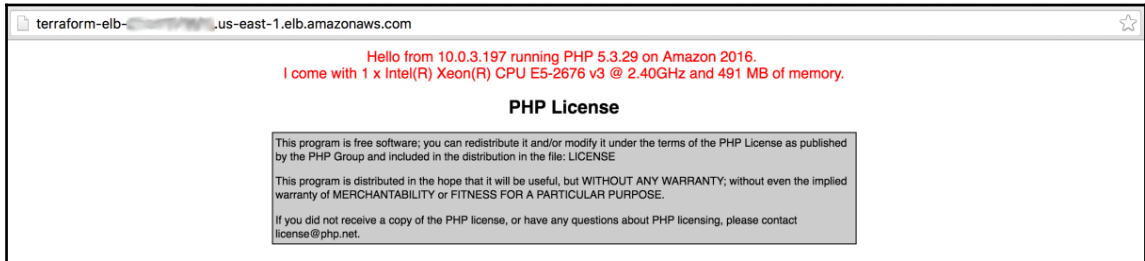 terraform-elb- .us-east-1.elb.amazonaws.com
Hello from 10.0.3.197 running PHP 5.3.29 on Amazon 2016.
I come with 1 x Intel(R) Xeon(R) CPU E5-2676 v3 @ 2.40GHz and 491 MB of memory.
PHP License
This program is free software; you can redistribute it and/or modify it under the terms of the PHP License as published
by the PHP Group and included in the distribution in the file: LICENSE
This program is distributed in the hope that it will be useful, but WITHOUT ANY WARRANTY; without even the implied
warranty of MERCHANTABILITY or FITNESS FOR A PARTICULAR PURPOSE.
If you did not receive a copy of the PHP license, or have any questions about PHP licensing, please contact
license@php.net.